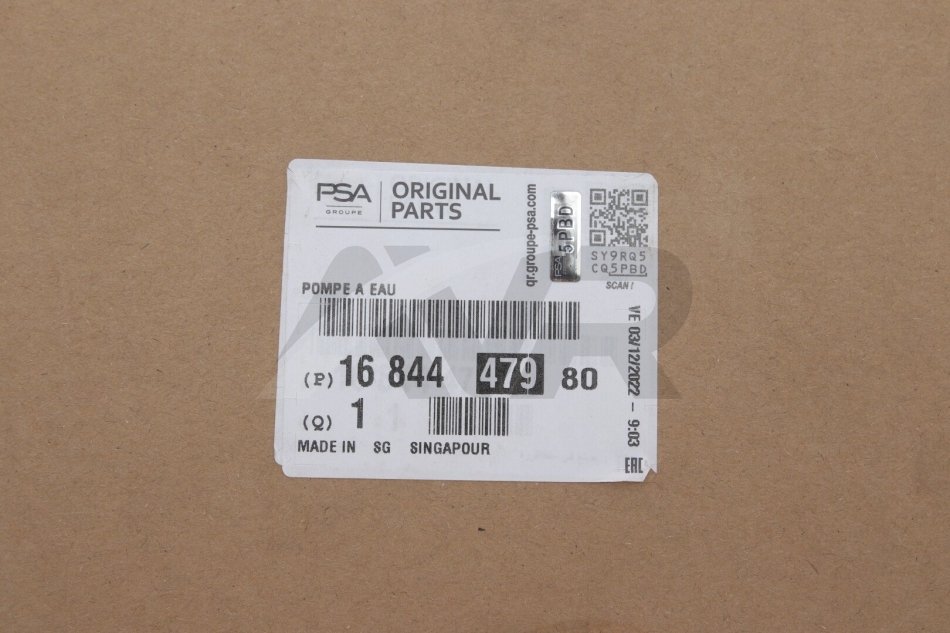 PSA
GROUPE
ORIGINAL
PARTS
qr.groupe-psa.com
PSA 5PBD
SY9RQ5
CQ5PBD
SCAN!
POMPE A EAU
(P) 16 844 479 80
(Q) 1
MADE IN SG SINGAPOUR
VE 03/12/2022 - 9:03
EAC
AVR